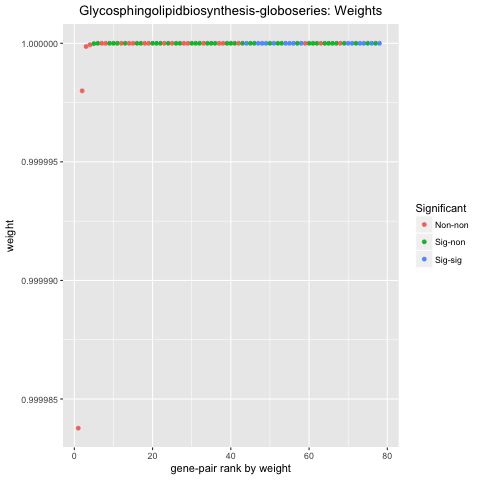 Glycosphingolipidbiosynthesis-globoseries: Weights
1.000000
0.999995
0.999990
0.999985
weight
0 20 40 60 80
gene-pair rank by weight
Significant
Non-non
Sig-non
Sig-sig